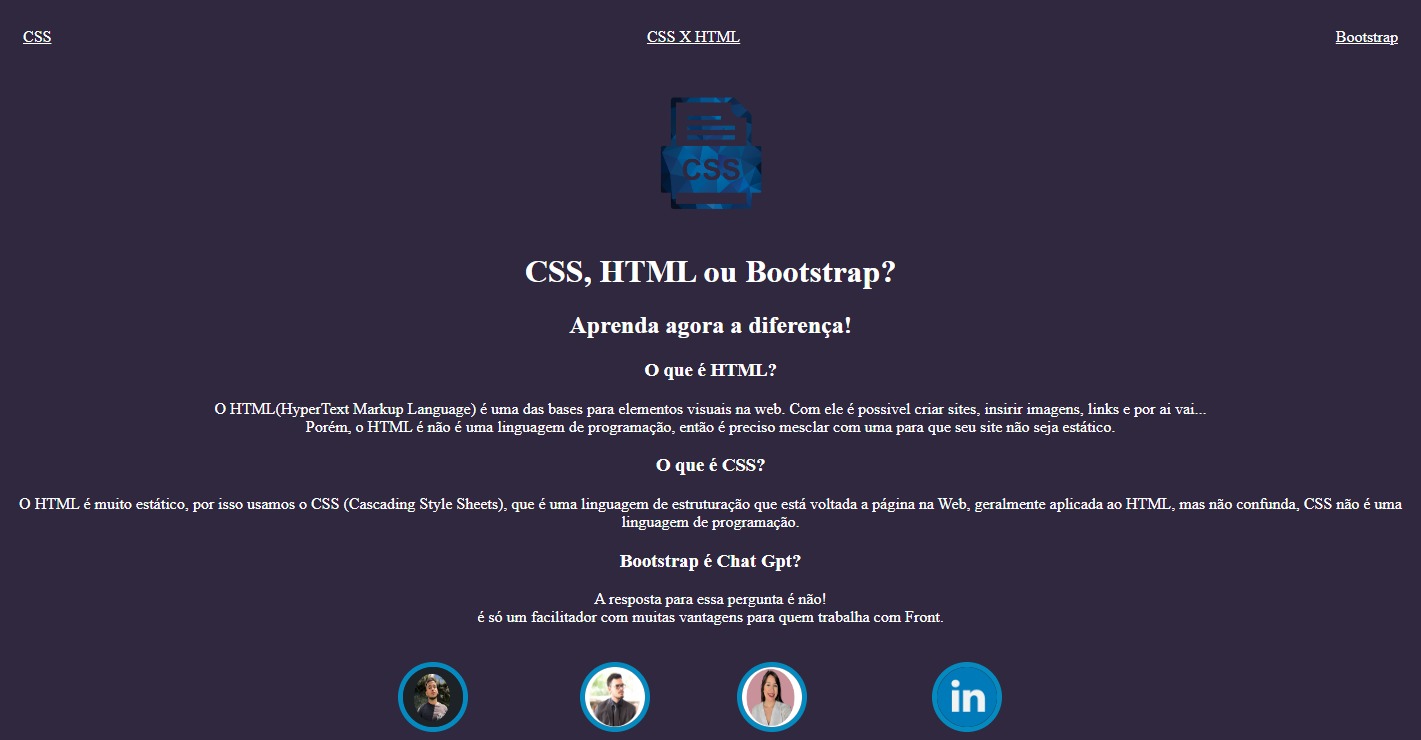 CSS
CSS X HTML
Bootstrap
CSS
CSS, HTML ou Bootstrap?
Aprenda agora a diferença!
O que é HTML?
O HTML(HyperText Markup Language) é uma das bases para elementos visuais na web. Com ele é possivel criar sites, insirir imagens, links e por ai vai...
Porém, o HTML é não é uma linguagem de programação, então é preciso mesclar com uma para que seu site não seja estático.
O que é CSS?
O HTML é muito estático, por isso usamos o CSS (Cascading Style Sheets), que é uma linguagem de estruturação que está voltada a página na Web, geralmente aplicada ao HTML, mas não confunda, CSS não é uma
linguagem de programação.
Bootstrap é Chat Gpt?
A resposta para essa pergunta é não!
é só um facilitador com muitas vantagens para quem trabalha com Front.
in